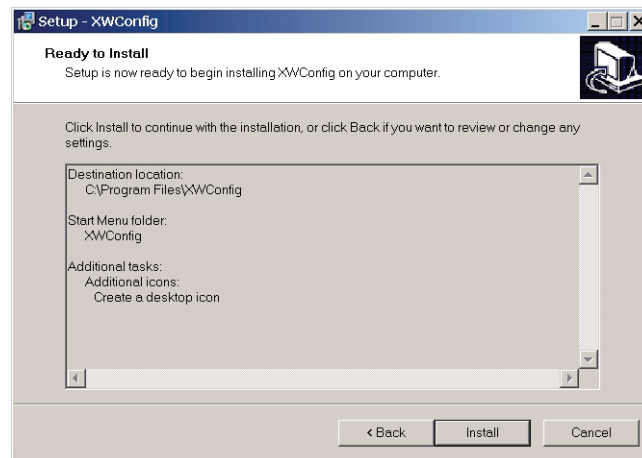 Setup - XWConfig
Ready to Install
Setup is now ready to begin installing XWConfig on your computer.
Click Install to continue with the installation, or click Back if you want to review or change any
settings.
Destination location:
C:\Program Files\XWConfig
Start Menu folder:
XWConfig
Additional tasks:
Additional icons:
Create a desktop icon
< Back
Install
Cancel